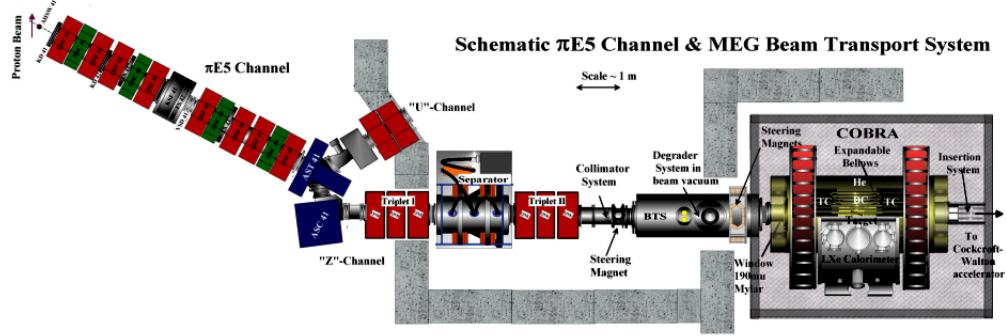 Schematic πE5 Channel & MEG Beam Transport System
Scale ~ 1 m
Proton Beam
AHSW 41
πE5 Channel
"U"-Channel
AST 41
ASC 41
"Z"-Channel
Triplet I
Separator
Triplet II
Collimator
System
Steering
Magnet
Degrader
System in
beam vacuum
BTS
Steering
Magnets
Window
190mu
Mylar
COBRA
Expandable
Bellows
He
TC
DC
TC
Target
LXe Calorimeter
Insertion
System
To
Cockcroft-
Walton
accelerator